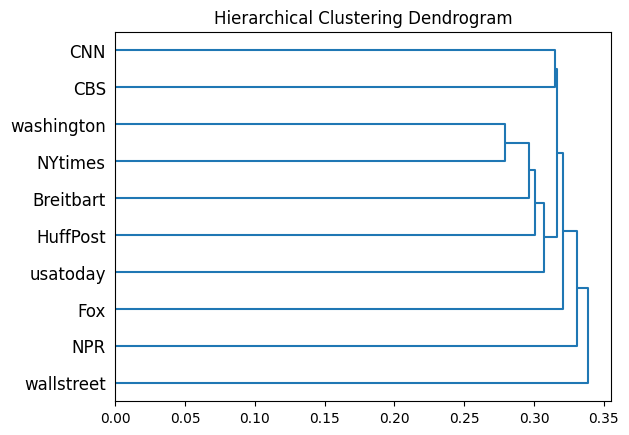 Hierarchical Clustering Dendrogram
CNN
CBS
washington
NYtimes
Breitbart
HuffPost
usatoday
Fox
NPR
wallstreet
0.00 0.05 0.10 0.15 0.20 0.25 0.30 0.35